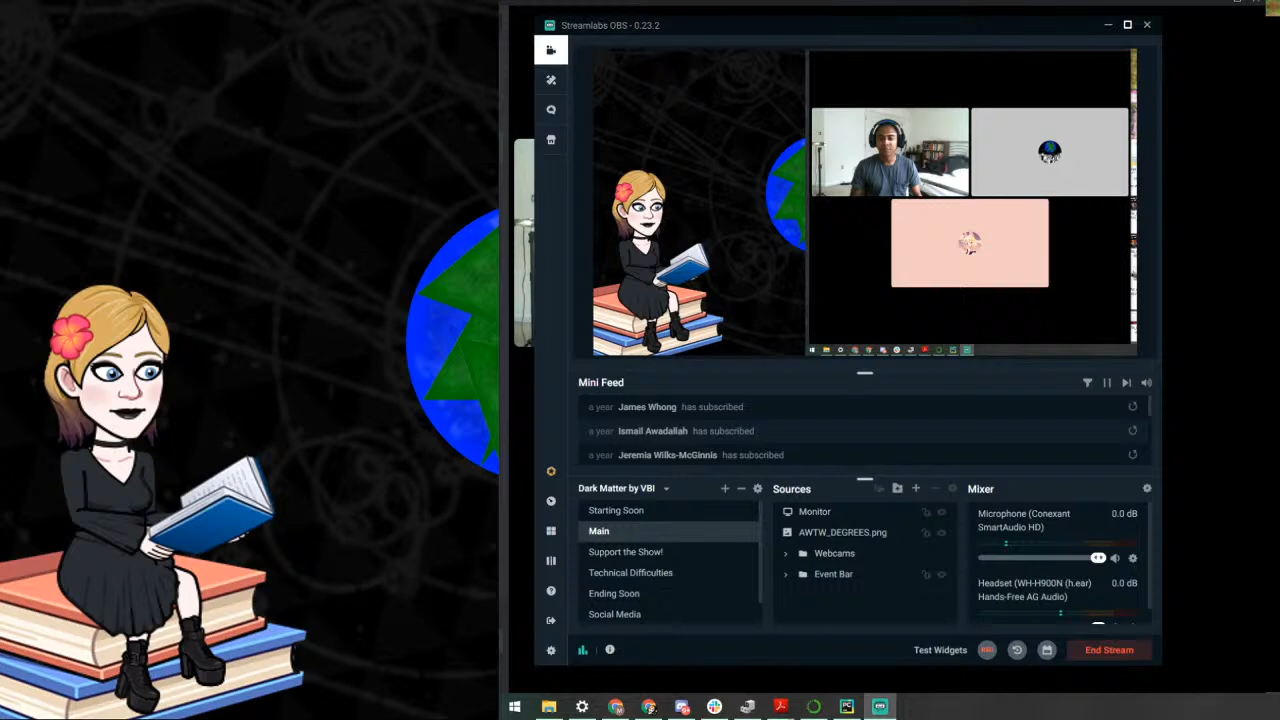 Streamlabs OBS - 0.23.2
Mini Feed
a year James Whong has subscribed
a year Ismail Awadallah has subscribed
a year Jeremia Wilks-McGinnis has subscribed
Dark Matter by VBI
Starting Soon
Main
Support the Show!
Technical Difficulties
Ending Soon
Social Media
Sources
Monitor
AWTW_DEGREES.png
Webcams
Event Bar
Mixer
Microphone (Conexant
SmartAudio HD)
0.0 dB
Headset (WH-H900N (h.ear)
Hands-Free AG Audio)
0.0 dB
Test Widgets
REC
End Stream
PC